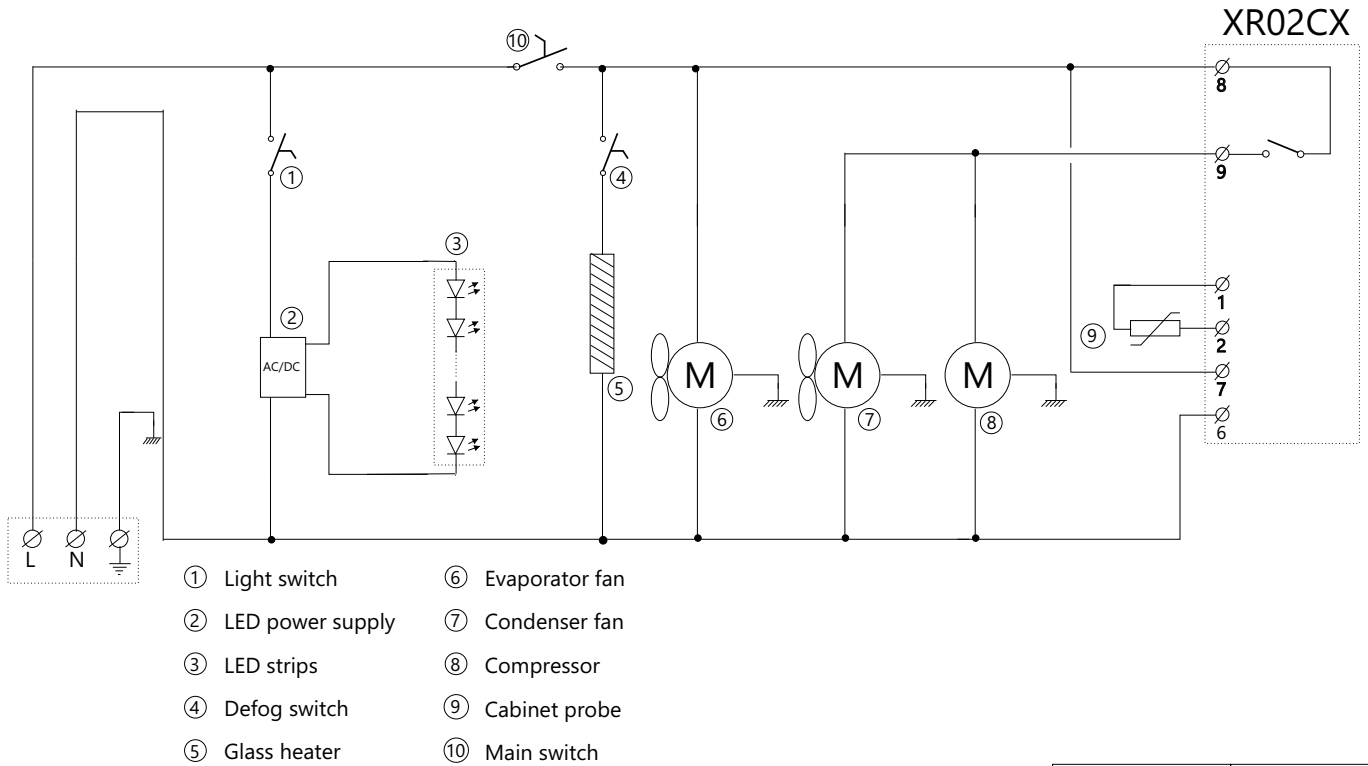 XR02CX
⑩
8
①
④
9
③
1
②
⑨
2
AC/DC
M
M
M
⑤
7
⑥
⑦
⑧
6
L
N
① Light switch
② LED power supply
③ LED strips
④ Defog switch
⑤ Glass heater
⑥ Evaporator fan
⑦ Condenser fan
⑧ Compressor
⑨ Cabinet probe
⑩ Main switch